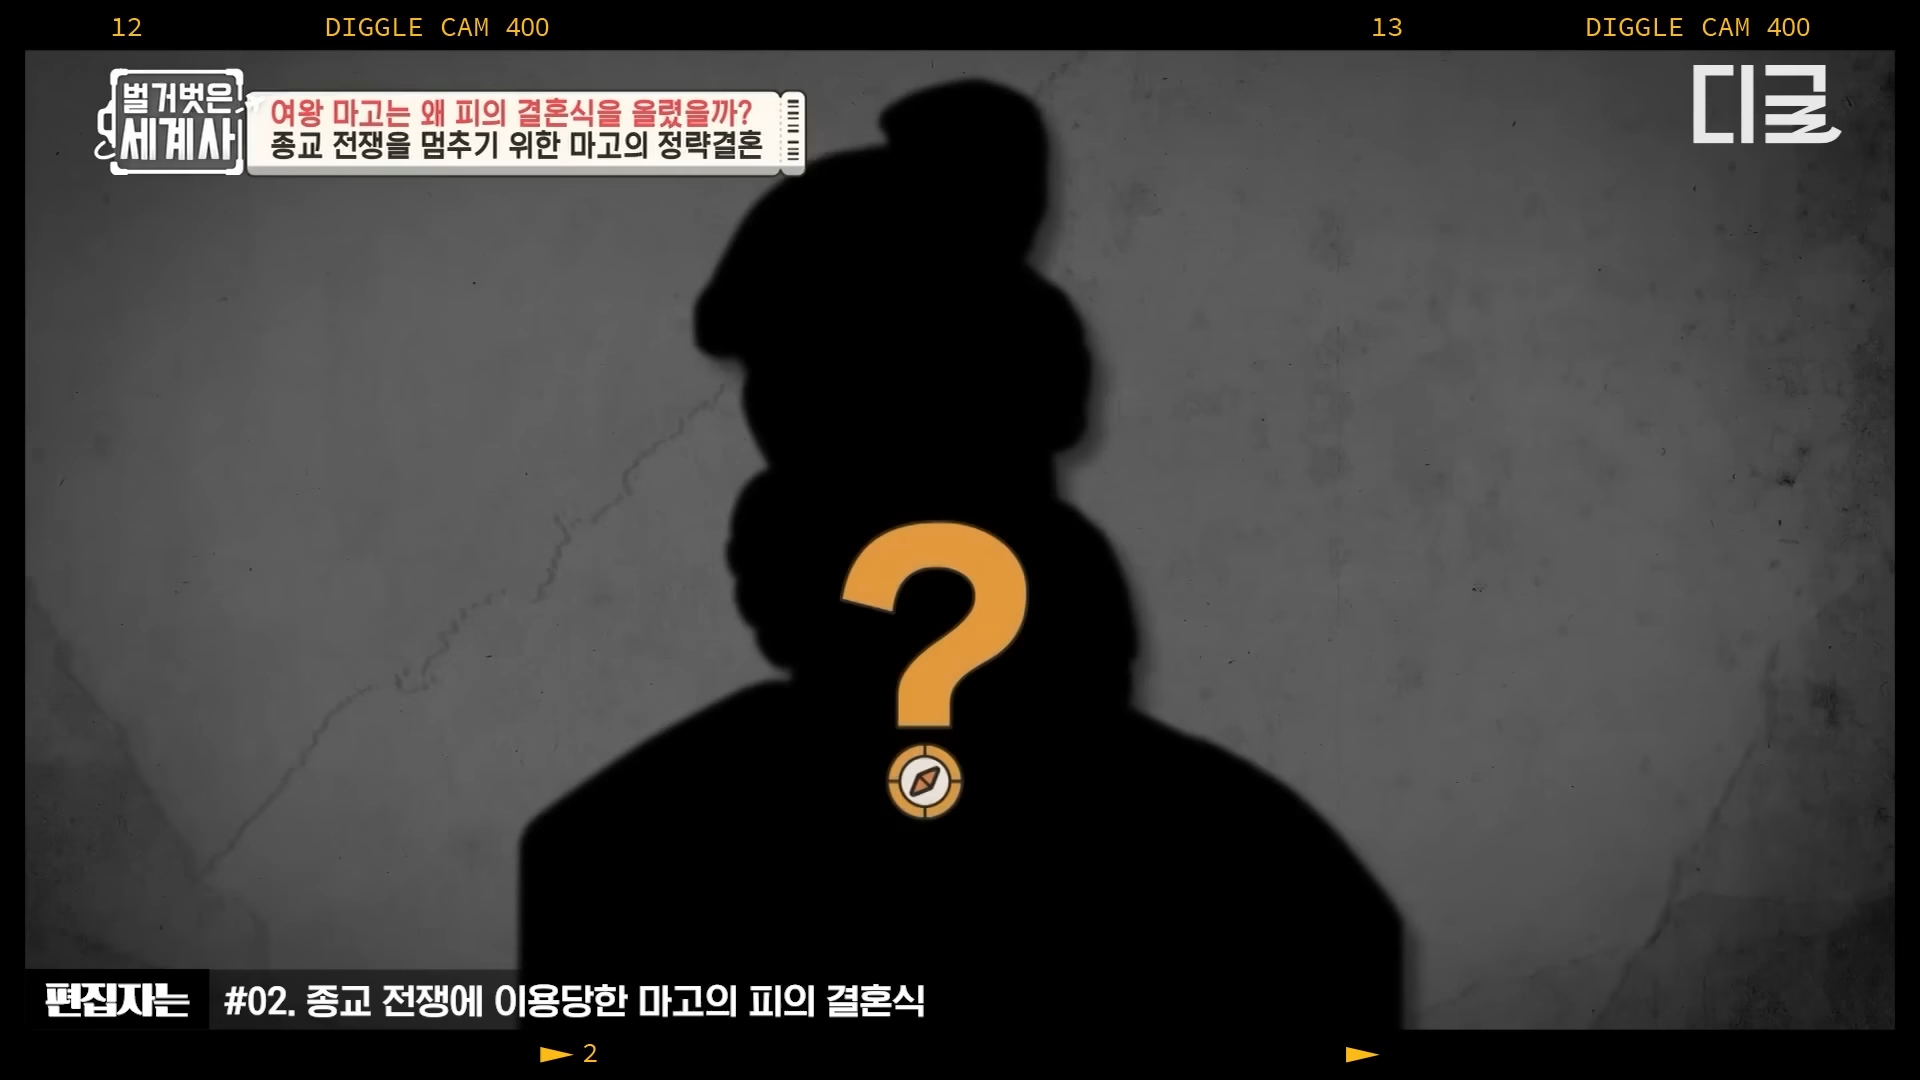 12 DIGGLE CAM 400 13 DIGGLE CAM 400
벌거벗은
세계사
여왕 마고는 왜 피의 결혼식을 올렸을까?
종교 전쟁을 멈추기 위한 마고의 정략결혼
디글
?
편집자는 #02. 종교 전쟁에 이용당한 마고의 피의 결혼식
2